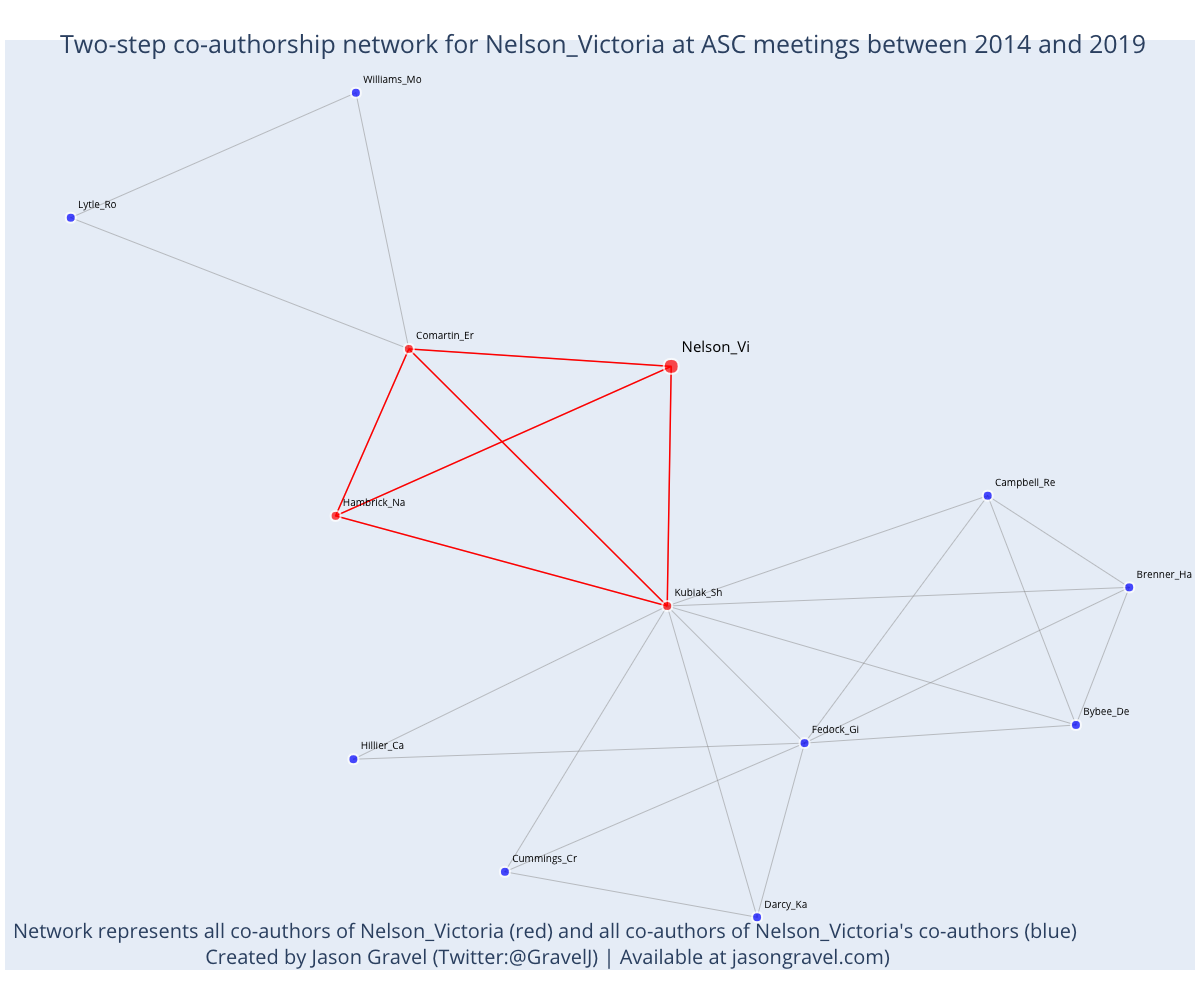 Two-step co-authorship network for Nelson_Victoria at ASC meetings between 2014 and 2019
Williams_Mo
Lytle_Ro
Comartin_Er
Nelson_Vi
Campbell_Re
Hambrick_Na
Brenner_Ha
Kubiak_Sh
Bybee_De
Fedock_Gi
Hillier_Ca
Cummings_Cr
Darcy_Ka
Network represents all co-authors of Nelson_Victoria (red) and all co-authors of Nelson_Victoria's co-authors (blue)
Created by Jason Gravel (Twitter:@GravelJ) | Available at jasongravel.com)